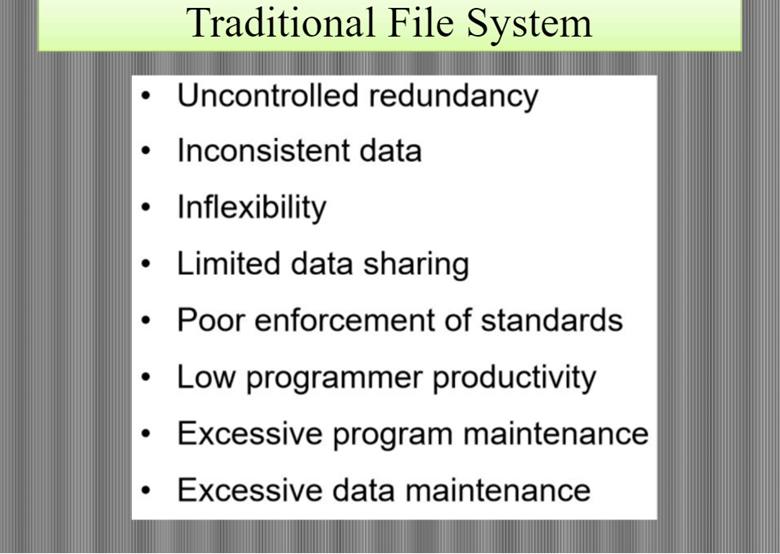 Traditional File System
• Uncontrolled redundancy
• Inconsistent data
• Inflexibility
• Limited data sharing
• Poor enforcement of standards
• Low programmer productivity
• Excessive program maintenance
• Excessive data maintenance